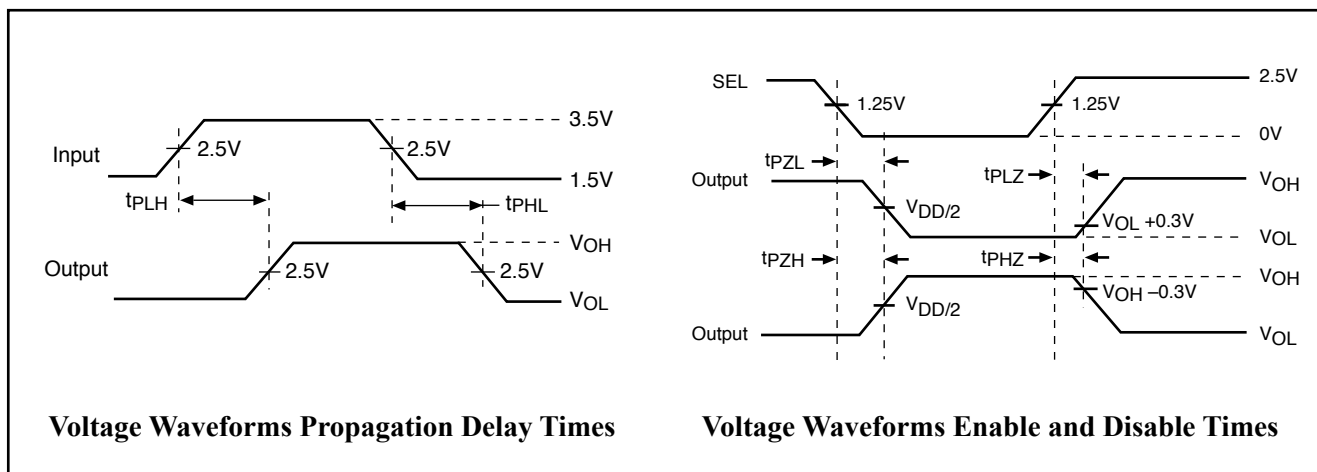 Input
2.5V
2.5V
3.5V
1.5V
tPLH
tPHL
Output
2.5V
2.5V
VOH
VOL
Voltage Waveforms Propagation Delay Times
SEL
1.25V
1.25V
2.5V
0V
tPZL
tPLZ
Output
VDD/2
VOL +0.3V
VOH
VOL
tPZH
tPHZ
Output
VDD/2
VOH –0.3V
VOH
VOL
Voltage Waveforms Enable and Disable Times